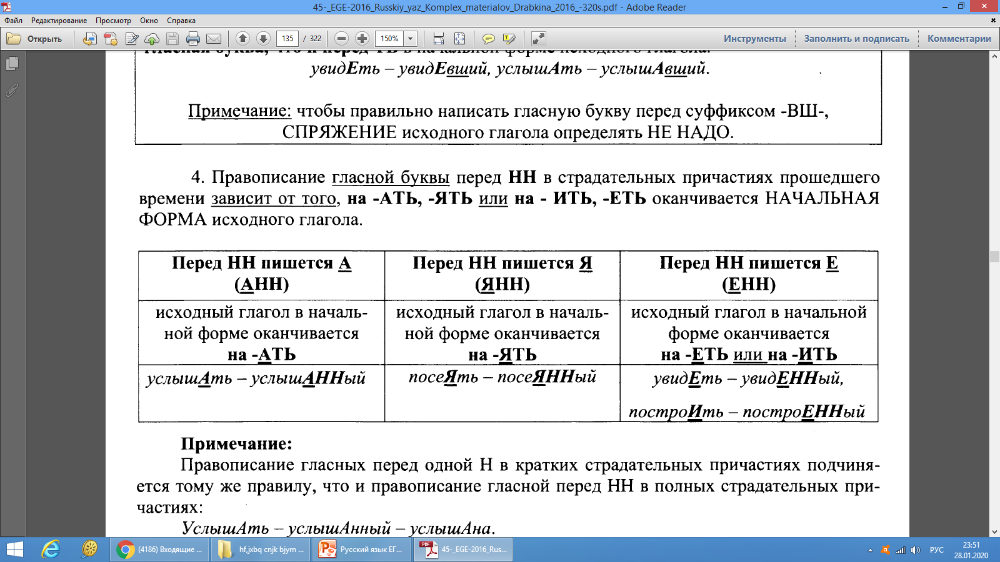 45-_EGE-2016_Russkiy_yaz_Komplex_materialov_Drabkina_2016_-320s.pdf - Adobe Reader
Файл Редактирование Просмотр Окно Справка
Открыть 135 / 322 150% Инструменты Заполнить и подписать Комментарии
увидЕть – увидЕвший, услышАть – услышАвший.
Примечание: чтобы правильно написать гласную букву перед суффиксом -ВШ-,
СПРЯЖЕНИЕ исходного глагола определять НЕ НАДО.
4. Правописание гласной буквы перед НН в страдательных причастиях прошедшего
времени зависит от того, на -АТЬ, -ЯТЬ или на - ИТЬ, -ЕТЬ оканчивается НАЧАЛЬНАЯ
ФОРМА исходного глагола.
Перед НН пишется А
(АНН)
Перед НН пишется Я
(ЯНН)
Перед НН пишется Е
(ЕНН)
исходный глагол в началь-
ной форме оканчивается
на -АТЬ
исходный глагол в началь-
ной форме оканчивается
на -ЯТЬ
исходный глагол в начальной
форме оканчивается
на -ЕТЬ или на -ИТЬ
услышАть – услышАННый
посеЯть – посеЯННый
увидЕть – увидЕННый,
построИть – построЕННый
Примечание:
Правописание гласных перед одной Н в кратких страдательных причастиях подчиня-
ется тому же правилу, что и правописание гласной перед НН в полных страдательных при-
частиях:
УслышАть – услышАнный – услышАна.
(4186) Входящие ... hf,jxbq cnjk bjym ... Русский язык ЕГ... 45-_EGE-2016_Rus... РУС 23:51
28.01.2020